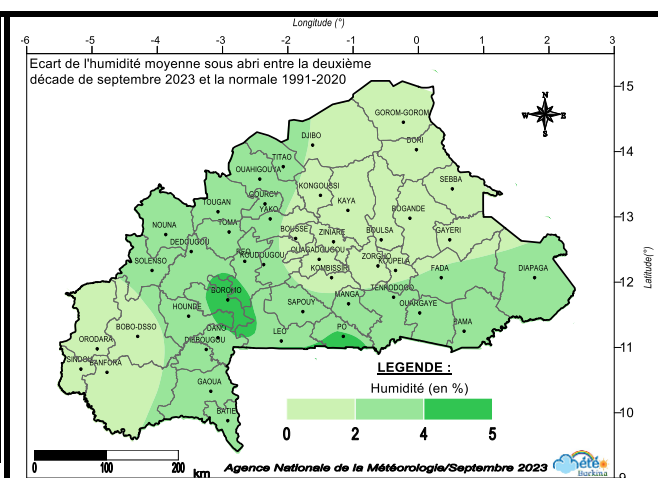 Longitude (°)
-6 -5 -4 -3 -2 -1 0 1 2 3
Ecart de l'humidité moyenne sous abri entre la deuxième
décade de septembre 2023 et la normale 1991-2020
15
GOROM-GOROM
N
W E
S
DJIBO
DORI
14
TITAO
OUAHIGOUYA
KONGOUSSI
SEBBA
GOURCY
KAYA
TOUGAN
YAKO
BOGANDE
13
NOUNA
TOMA
BOUSSE
ZINIARE
BOULSA
GAYERI
DEDOUGOU
OUAGADOUGOU
REO
KOUDOUGOU
ZORGHO
SOLENSO
KOMBISSIRI
KOUPELA
FADA
DIAPAGA
Latitude(°)
12
BOROMO
TENKODOGO
MANGA
HOUNDE
SAPOUY
OUARGAYE
BOBO-DSSO
DANO
LEO
PO
PAMA
ORODARA
DIEBOUGOU
11
SINDOU
BANFORA
LEGENDE :
GAOUA
Humidité (en %)
BATIE
10
0 2 4 5
0 100 200
km
Agence Nationale de la Météorologie/Septembre 2023
météo
Burkina
9